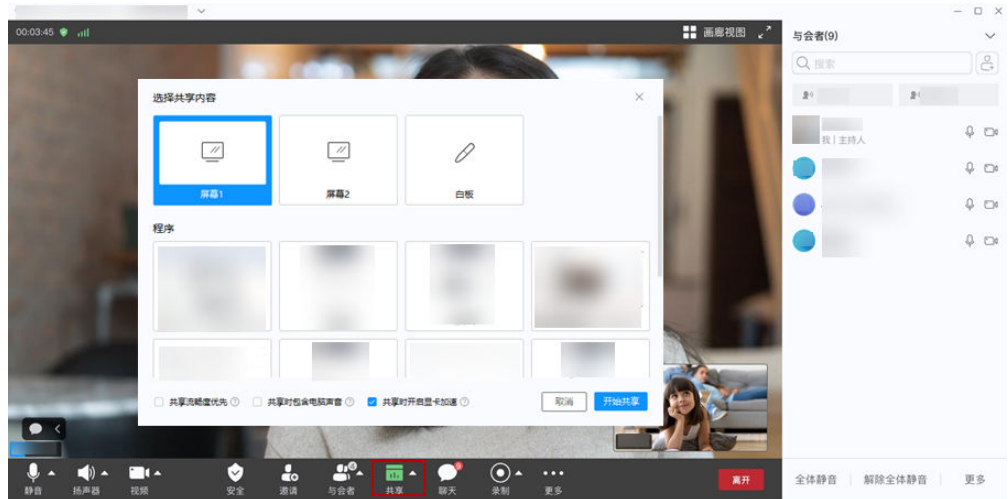 00:03:45
画廊视图
与会者(9)
搜索
我 | 主持人
选择共享内容
屏幕1
屏幕2
白板
程序
共享流畅度优先
共享时包含电脑声音
共享时开启显卡加速
取消
开始共享
静音
扬声器
视频
安全
邀请
与会者
共享
聊天
录制
更多
离开
全体静音
解除全体静音
更多